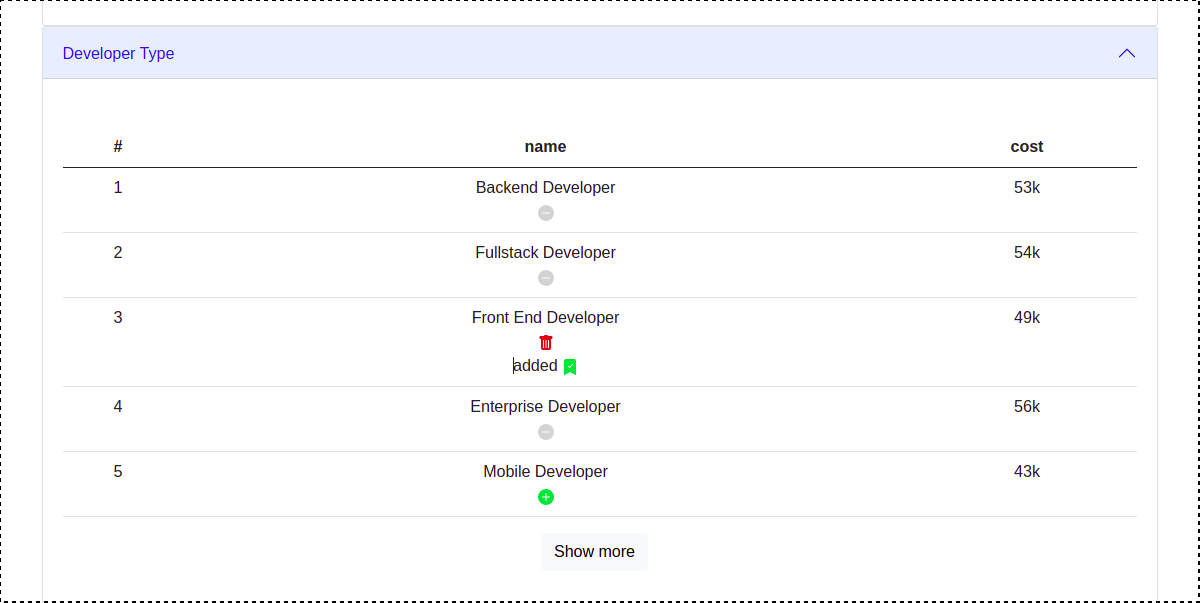 Developer Type
# name cost
1 Backend Developer 53k
2 Fullstack Developer 54k
3 Front End Developer 49k
added
4 Enterprise Developer 56k
5 Mobile Developer 43k
Show more